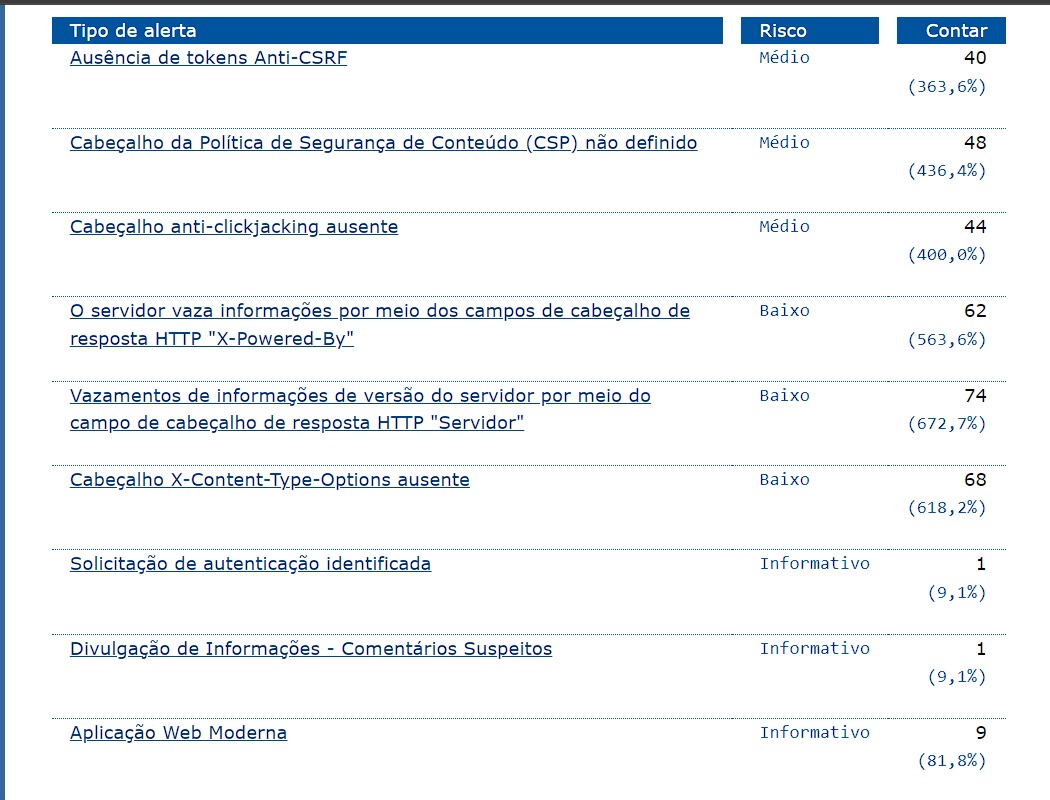 Tipo de alerta Risco Contar
Ausência de tokens Anti-CSRF Médio 40
(363,6%)
Cabeçalho da Política de Segurança de Conteúdo (CSP) não definido Médio 48
(436,4%)
Cabeçalho anti-clickjacking ausente Médio 44
(400,0%)
O servidor vaza informações por meio dos campos de cabeçalho de Baixo 62
resposta HTTP "X-Powered-By" (563,6%)
Vazamentos de informações de versão do servidor por meio do Baixo 74
campo de cabeçalho de resposta HTTP "Servidor" (672,7%)
Cabeçalho X-Content-Type-Options ausente Baixo 68
(618,2%)
Solicitação de autenticação identificada Informativo 1
(9,1%)
Divulgação de Informações - Comentários Suspeitos Informativo 1
(9,1%)
Aplicação Web Moderna Informativo 9
(81,8%)